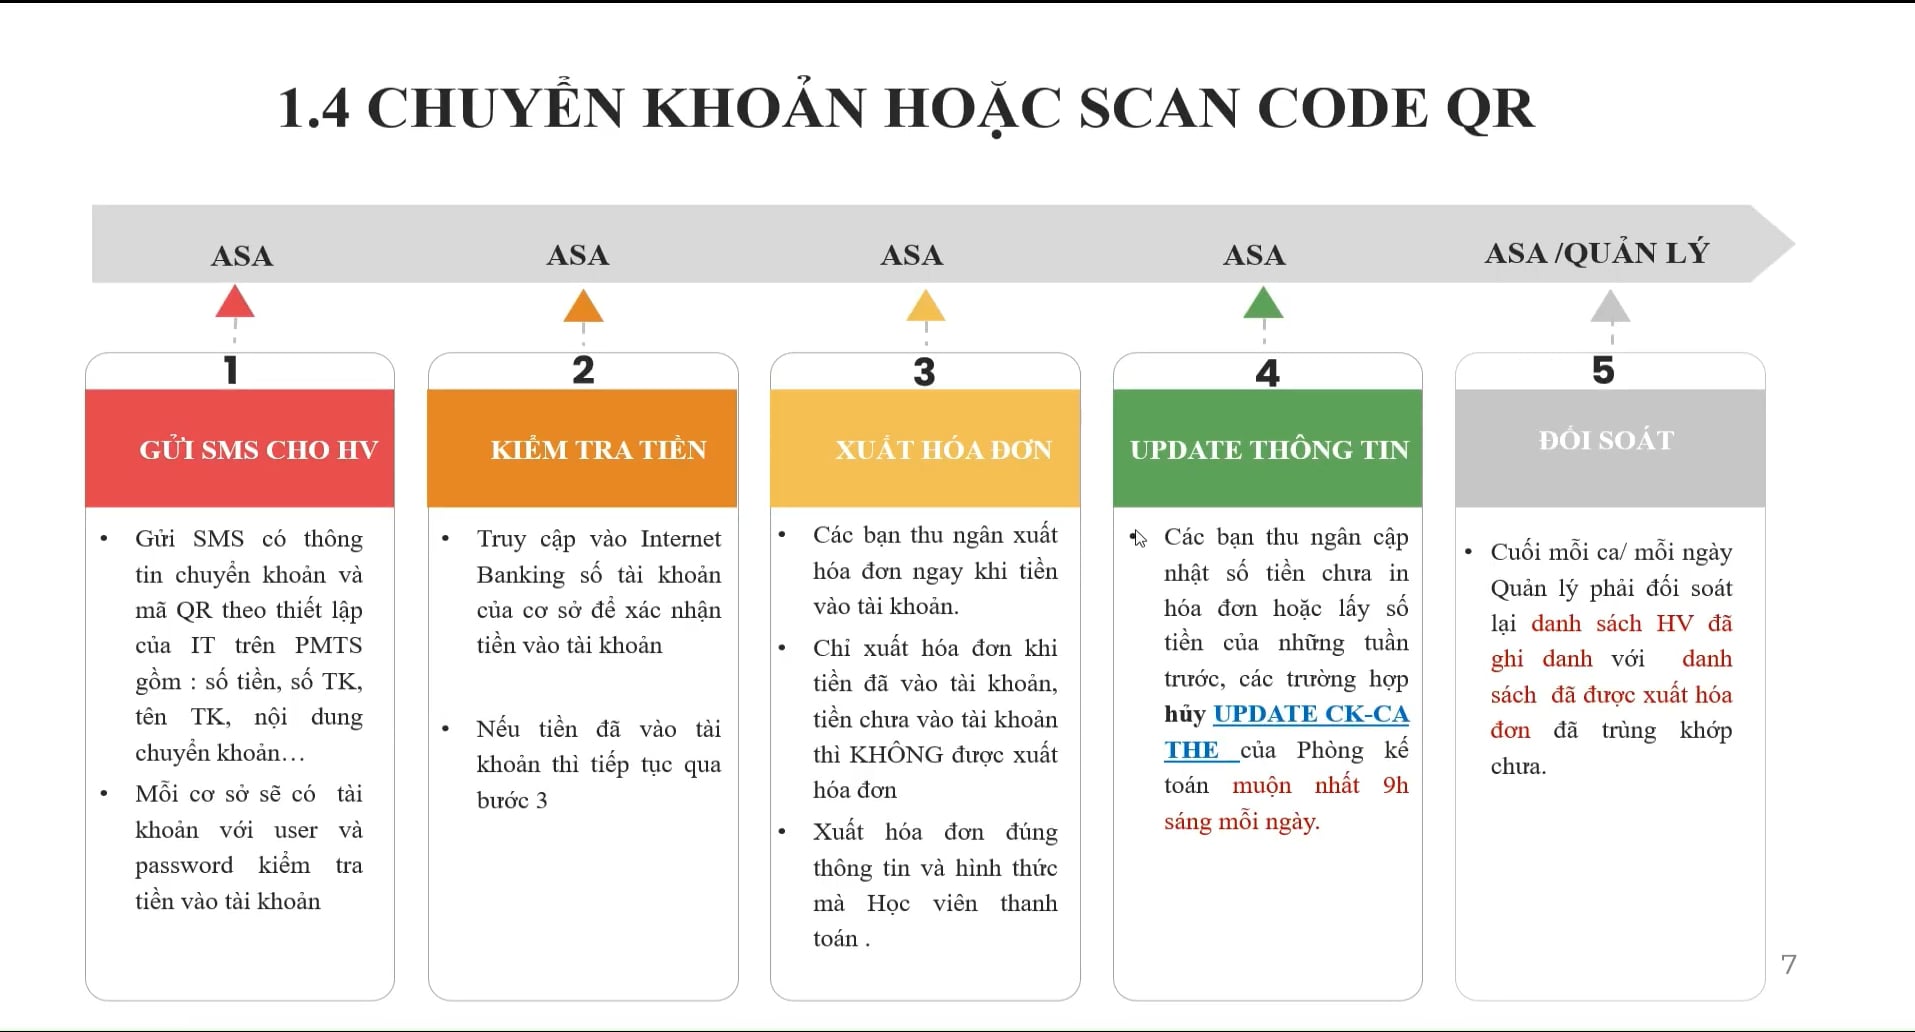 1.4 CHUYỂN KHOẢN HOẶC SCAN CODE QR
ASA
ASA
ASA
ASA
ASA /QUẢN LÝ
1
GỬI SMS CHO HV
• Gửi SMS có thông
tin chuyển khoản và
mã QR theo thiết lập
của IT trên PMTS
gồm : số tiền, số TK,
tên TK, nội dung
chuyển khoản…
• Mỗi cơ sở sẽ có tài
khoản với user và
password kiểm tra
tiền vào tài khoản
2
KIỂM TRA TIỀN
• Truy cập vào Internet
Banking số tài khoản
của cơ sở để xác nhận
tiền vào tài khoản
• Nếu tiền đã vào tài
khoản thì tiếp tục qua
bước 3
3
XUẤT HÓA ĐƠN
• Các bạn thu ngân xuất
hóa đơn ngay khi tiền
vào tài khoản.
• Chỉ xuất hóa đơn khi
tiền đã vào tài khoản,
tiền chưa vào tài khoản
thì KHÔNG được xuất
hóa đơn
• Xuất hóa đơn đúng
thông tin và hình thức
mà Học viên thanh
toán .
4
UPDATE THÔNG TIN
• Các bạn thu ngân cập
nhật số tiền chưa in
hóa đơn hoặc lấy số
tiền của những tuần
trước, các trường hợp
hủy UPDATE CK-CA
THE của Phòng kế
toán muộn nhất 9h
sáng mỗi ngày.
5
ĐỐI SOÁT
• Cuối mỗi ca/ mỗi ngày
Quản lý phải đối soát
lại danh sách HV đã
ghi danh với danh
sách đã được xuất hóa
đơn đã trùng khớp
chưa.
7